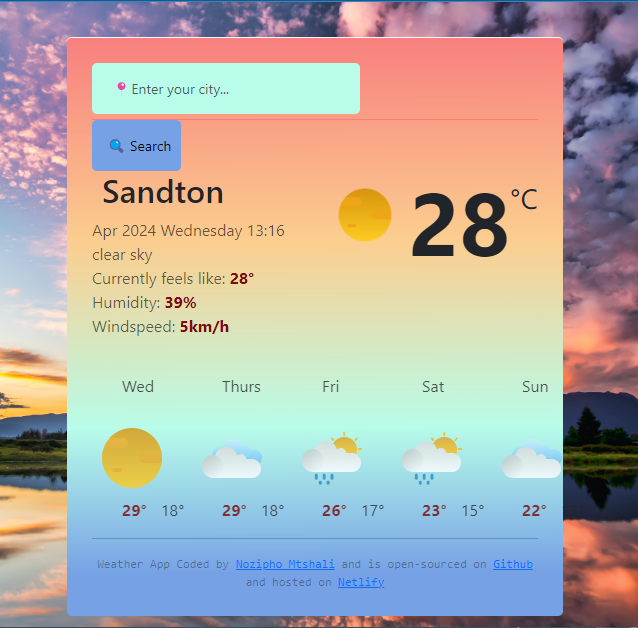 Enter your city...
Search
Sandton
28 °C
Apr 2024 Wednesday 13:16
clear sky
Currently feels like: 28°
Humidity: 39%
Windspeed: 5km/h
Wed Thurs Fri Sat Sun
29° 18° 29° 18° 26° 17° 23° 15° 22°
Weather App Coded by Nozipho Mtshali and is open-sourced on Github
and hosted on Netlify